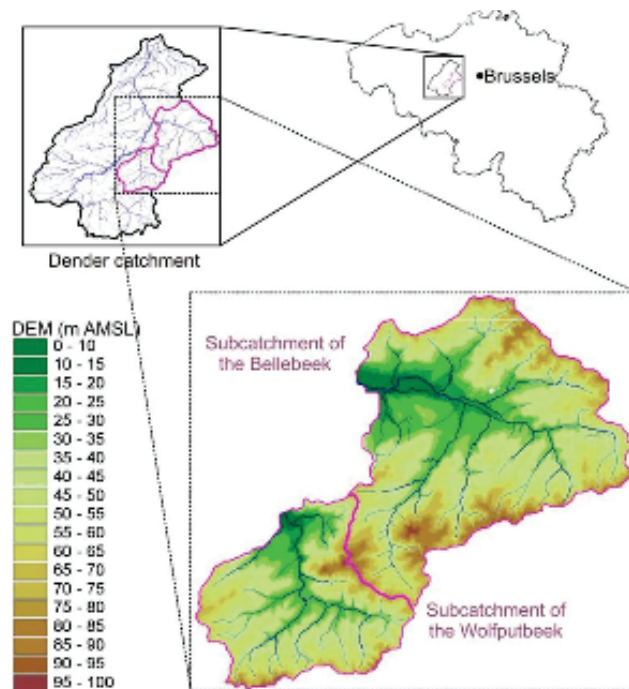 Brussels
Dender catchment
DEM (m AMSL)
0 - 10
10 - 15
15 - 20
20 - 25
25 - 30
30 - 35
35 - 40
40 - 45
45 - 50
50 - 55
55 - 60
60 - 65
65 - 70
70 - 75
75 - 80
80 - 85
85 - 90
90 - 95
95 - 100
Subcatchment of
the Bellebeek
Subcatchment of
the Wolfputbeek